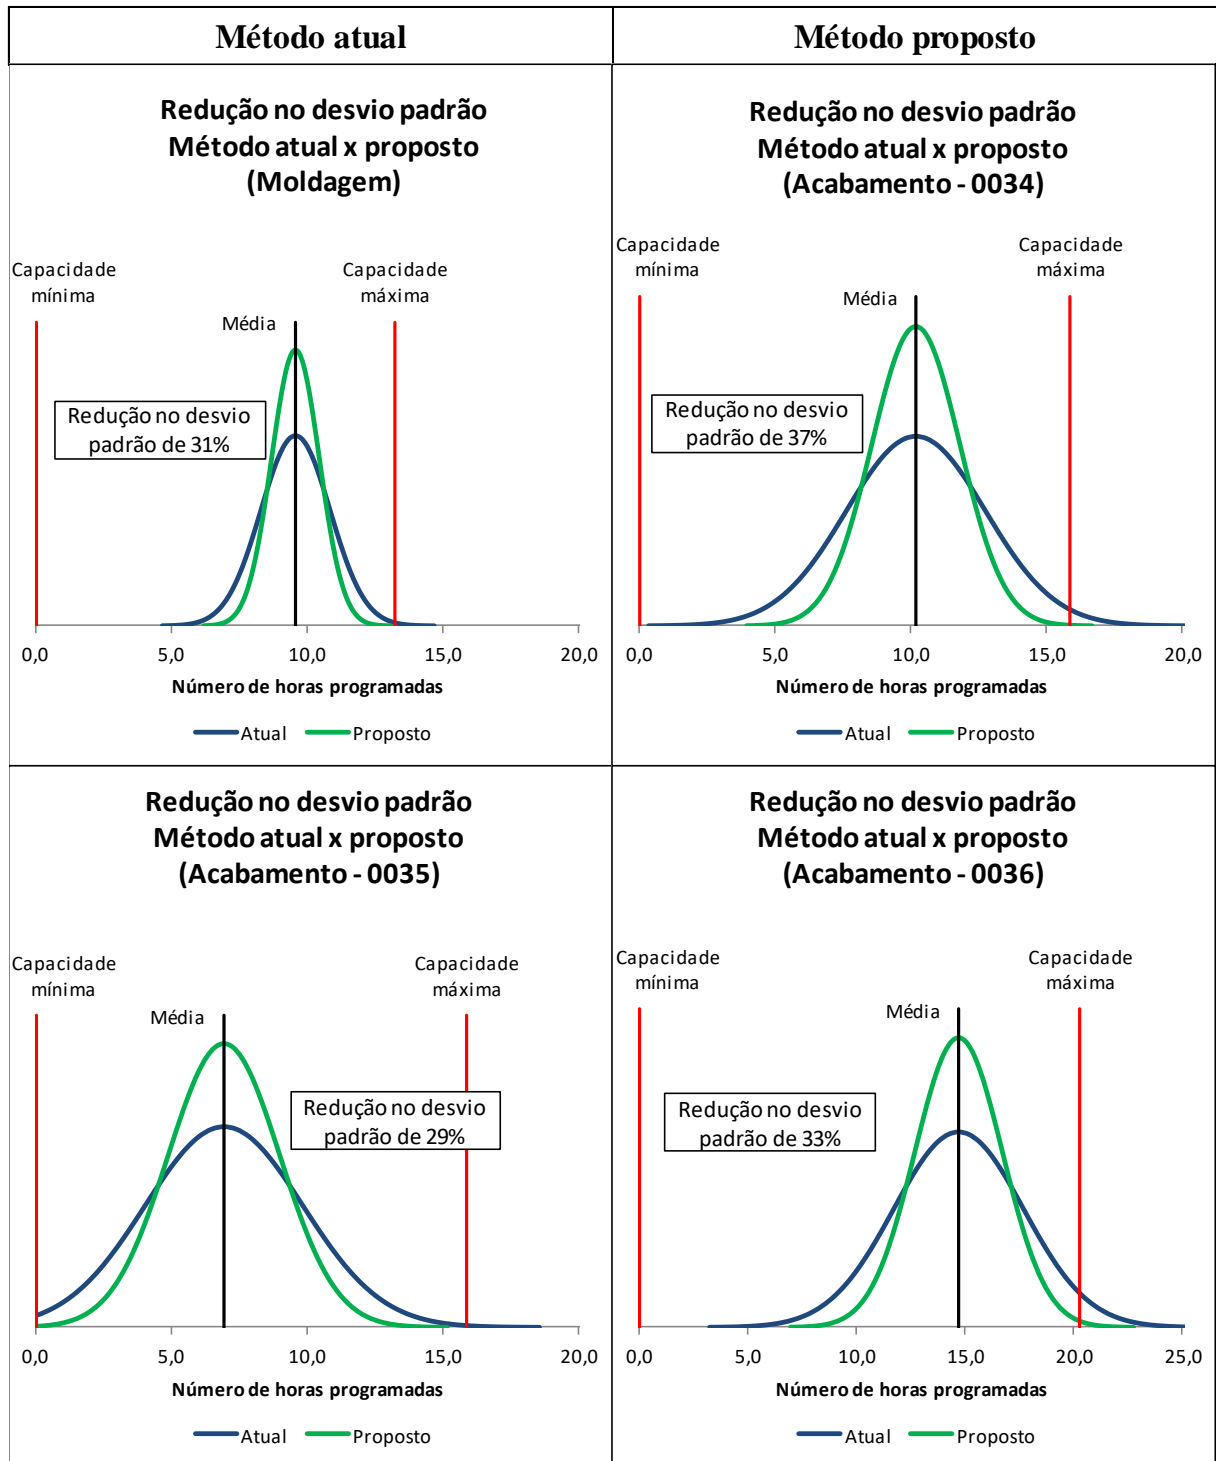 Método atual
Método proposto
Redução no desvio padrão
Método atual x proposto
(Moldagem)
Capacidade
mínima
Capacidade
máxima
Média
Redução no desvio
padrão de 31%
0,0 5,0 10,0 15,0 20,0
Número de horas programadas
Atual Proposto
Redução no desvio padrão
Método atual x proposto
(Acabamento - 0034)
Capacidade
mínima
Capacidade
máxima
Média
Redução no desvio
padrão de 37%
0,0 5,0 10,0 15,0 20,0
Número de horas programadas
Atual Proposto
Redução no desvio padrão
Método atual x proposto
(Acabamento - 0035)
Capacidade
mínima
Capacidade
máxima
Média
Redução no desvio
padrão de 29%
0,0 5,0 10,0 15,0 20,0
Número de horas programadas
Atual Proposto
Redução no desvio padrão
Método atual x proposto
(Acabamento - 0036)
Capacidade
mínima
Capacidade
máxima
Média
Redução no desvio
padrão de 33%
0,0 5,0 10,0 15,0 20,0 25,0
Número de horas programadas
Atual Proposto